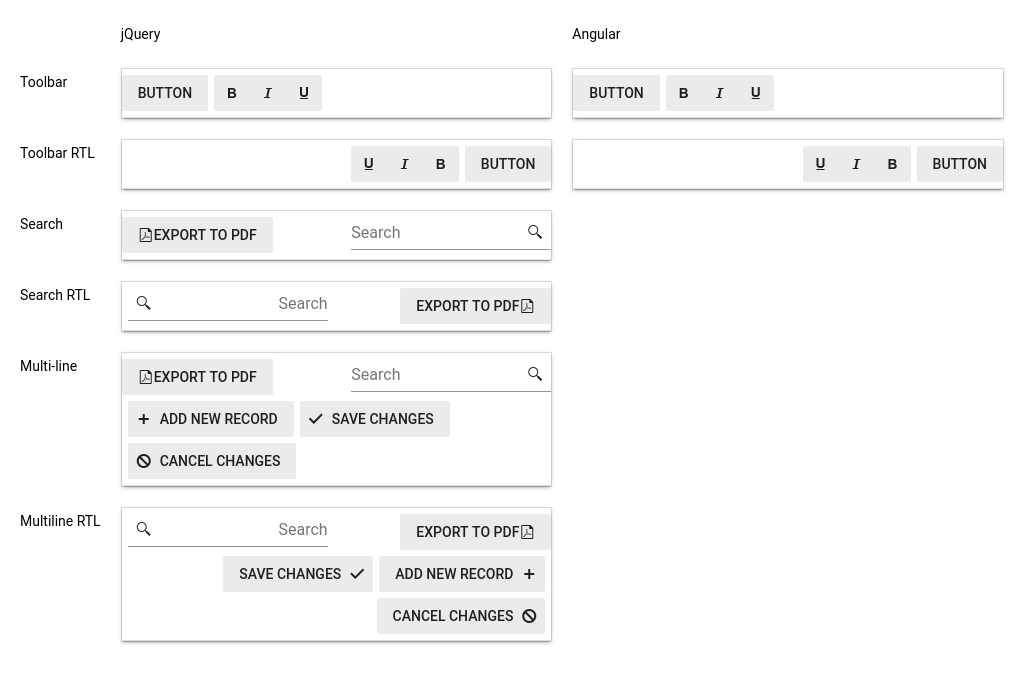 jQuery Angular
Toolbar BUTTON B I U BUTTON B I U
Toolbar RTL U I B BUTTON U I B BUTTON
Search EXPORT TO PDF Search
Search RTL Search EXPORT TO PDF
Multi-line EXPORT TO PDF Search
ADD NEW RECORD SAVE CHANGES
CANCEL CHANGES
Multiline RTL Search EXPORT TO PDF
SAVE CHANGES ADD NEW RECORD
CANCEL CHANGES